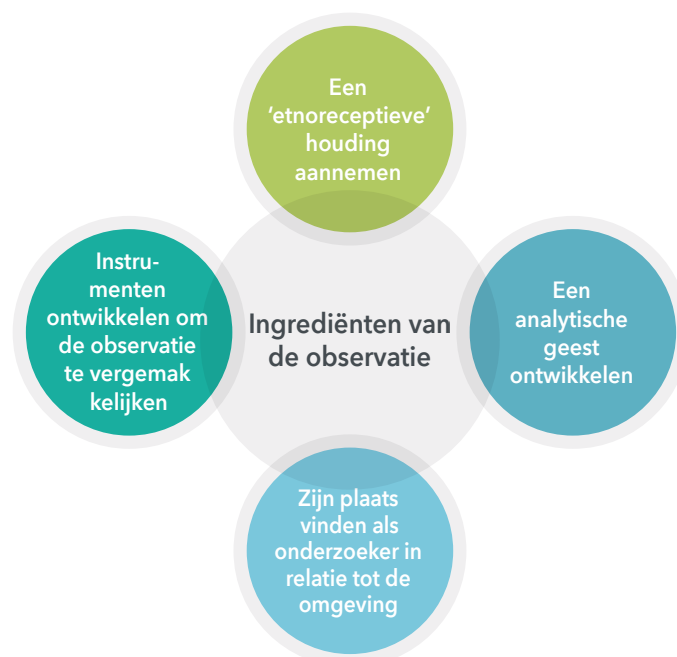 Een
‘etnoreceptieve’
houding
aannemen
Instru-
menten
ontwikkelen om
de observatie
te vergemak
kelijken
Ingrediënten van
de observatie
Een
analytische
geest
ontwikkelen
Zijn plaats
vinden als
onderzoeker in
relatie tot de
omgeving